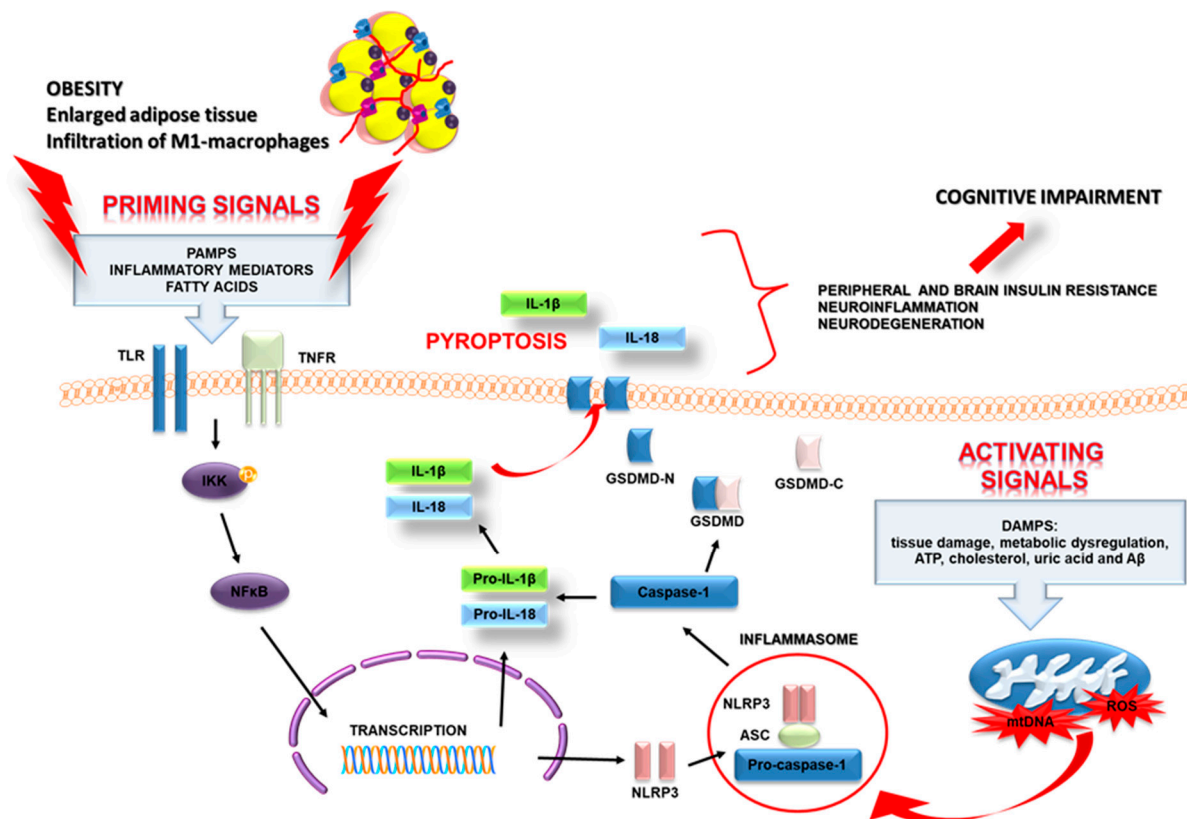 OBESITY
Enlarged adipose tissue
Infiltration of M1-macrophages
PRIMING SIGNALS
PAMPS
INFLAMMATORY MEDIATORS
FATTY ACIDS
TLR
TNFR
IKK
P
NFκB
TRANSCRIPTION
NLRP3
Pro-IL-1β
Pro-IL-18
IL-1β
IL-18
PYROPTOSIS
IL-1β
IL-18
GSDMD-N
GSDMD-C
GSDMD
Caspase-1
INFLAMMASOME
NLRP3
ASC
Pro-caspase-1
COGNITIVE IMPAIRMENT
PERIPHERAL AND BRAIN INSULIN RESISTANCE
NEUROINFLAMMATION
NEURODEGENERATION
ACTIVATING
SIGNALS
DAMPS:
tissue damage, metabolic dysregulation,
ATP, cholesterol, uric acid and Aβ
mtDNA
ROS